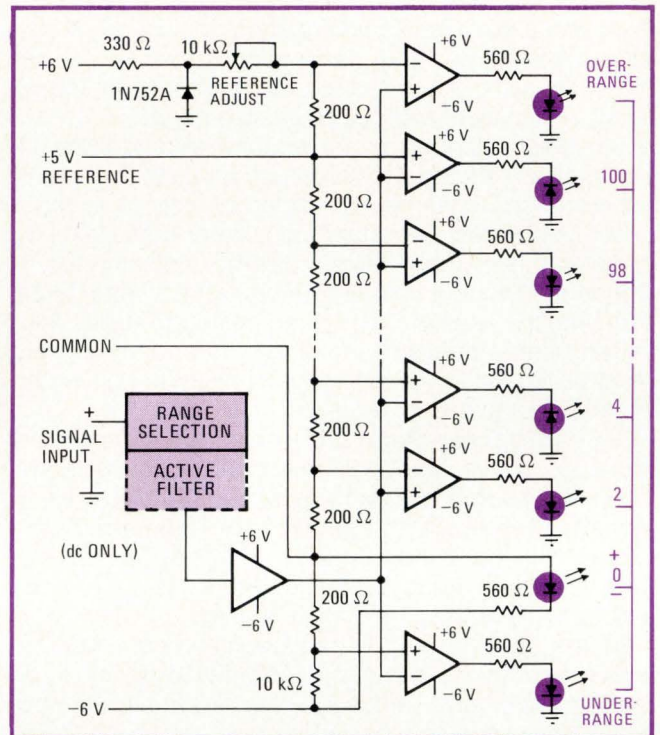 +6 V
330 Ω
10 kΩ
REFERENCE
ADJUST
1N752A
200 Ω
− +
+6 V
−6 V
560 Ω
OVER-
RANGE
+5 V
REFERENCE
200 Ω
+ −
+6 V
−6 V
560 Ω
100
200 Ω
− +
+6 V
−6 V
560 Ω
98
COMMON
+
SIGNAL
INPUT
RANGE
SELECTION
ACTIVE
FILTER
(dc ONLY)
+6 V
−6 V
200 Ω
+ −
+6 V
−6 V
560 Ω
4
200 Ω
− +
+6 V
−6 V
560 Ω
2
+
0
−
560 Ω
200 Ω
+ −
+6 V
−6 V
560 Ω
10 kΩ
−6 V
UNDER-
RANGE